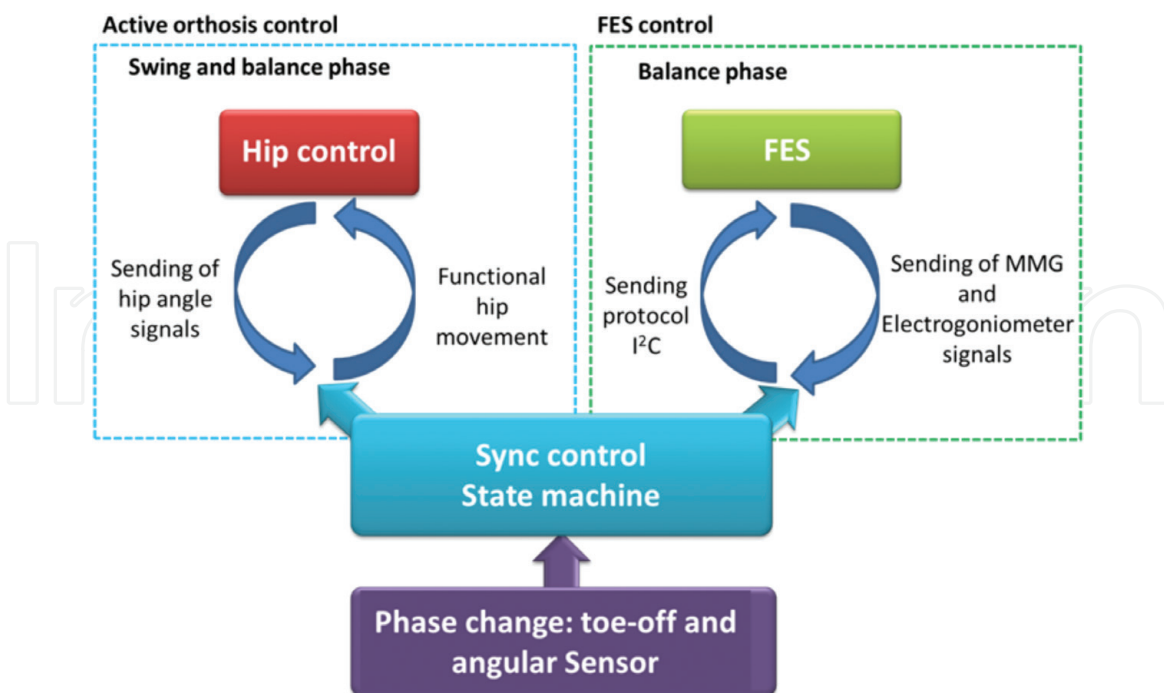 Active orthosis control
Swing and balance phase
Hip control
Sending of
hip angle
signals
Functional
hip
movement
FES control
Balance phase
FES
Sending
protocol
I²C
Sending of MMG
and
Electrogoniometer
signals
Sync control
State machine
Phase change: toe-off and
angular Sensor